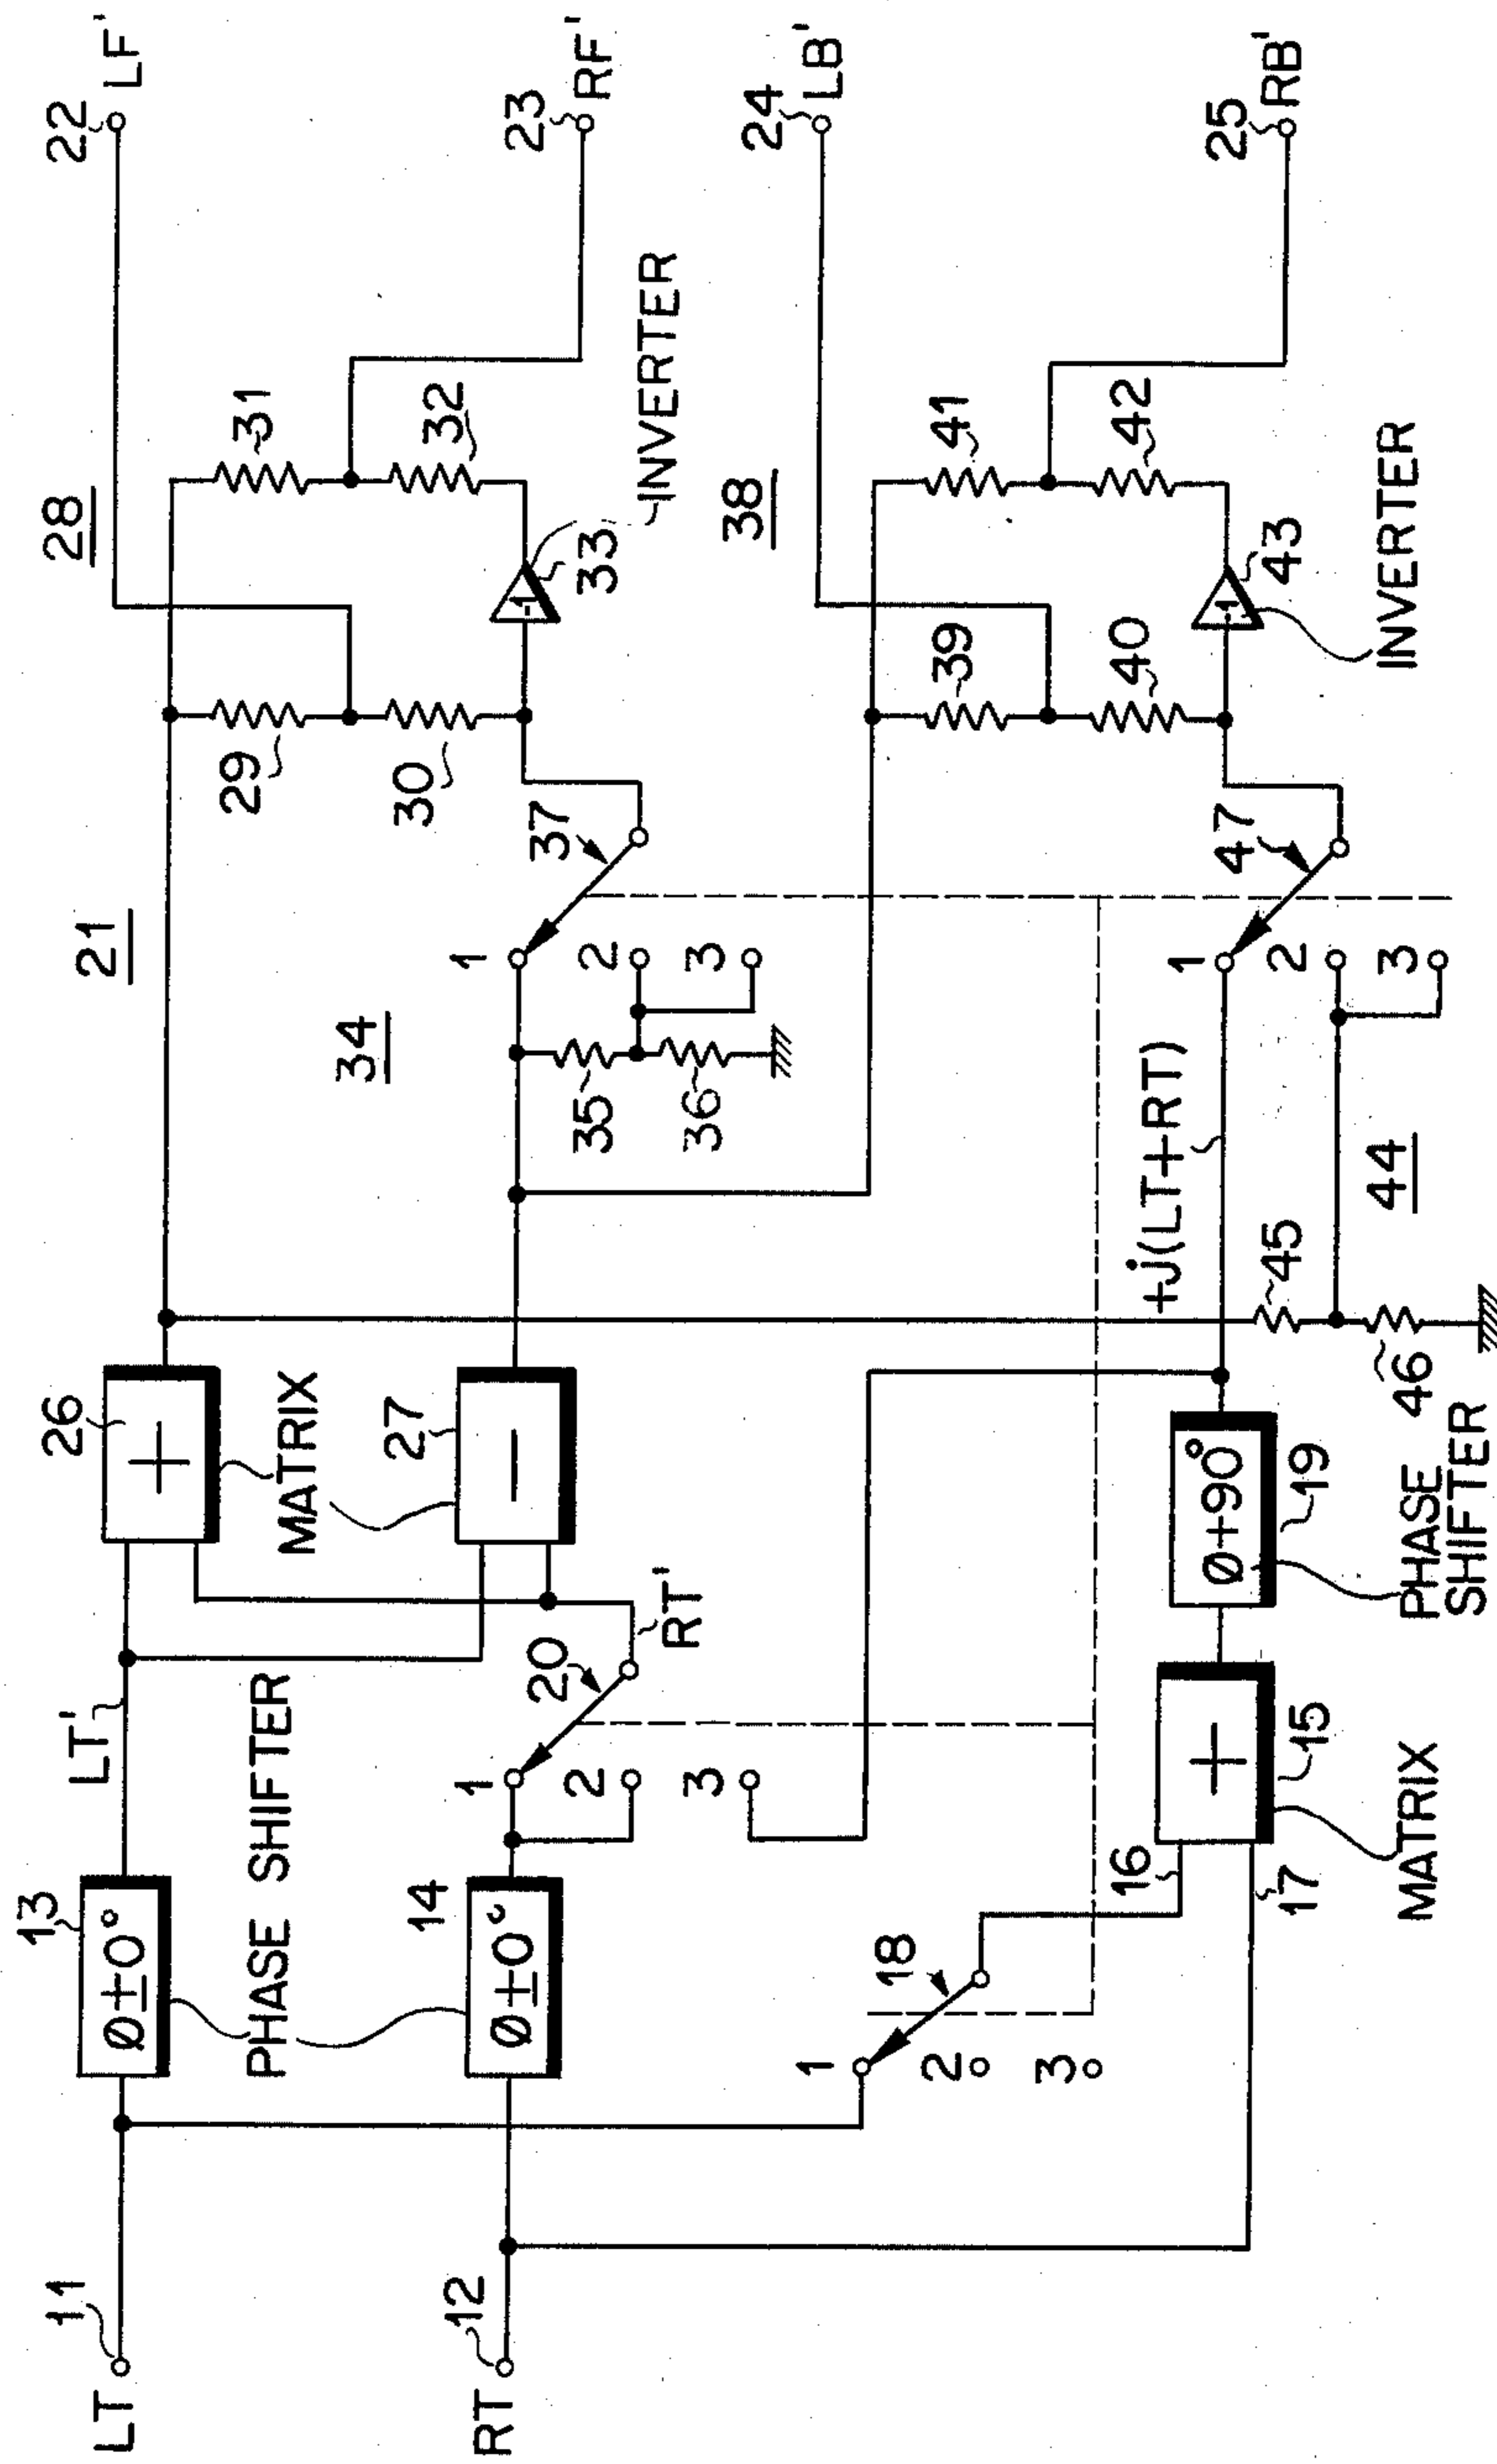 LT
11
13
Ø±0°
PHASE SHIFTER
LT'
26
+
MATRIX
21
28
29
31
22
LF'
RT
12
14
Ø±0
1
2
3
20
RT'
27
−
34
35
36
1
2
3
37
30
32
-1
33
INVERTER
23
RF'
18
1
2
3
16
17
+
15
MATRIX
Ø+90°
19
PHASE
SHIFTER
+j(LT+RT)
45
46
44
1
2
3
47
38
39
40
41
42
-1
43
INVERTER
24
LB'
25
RB'